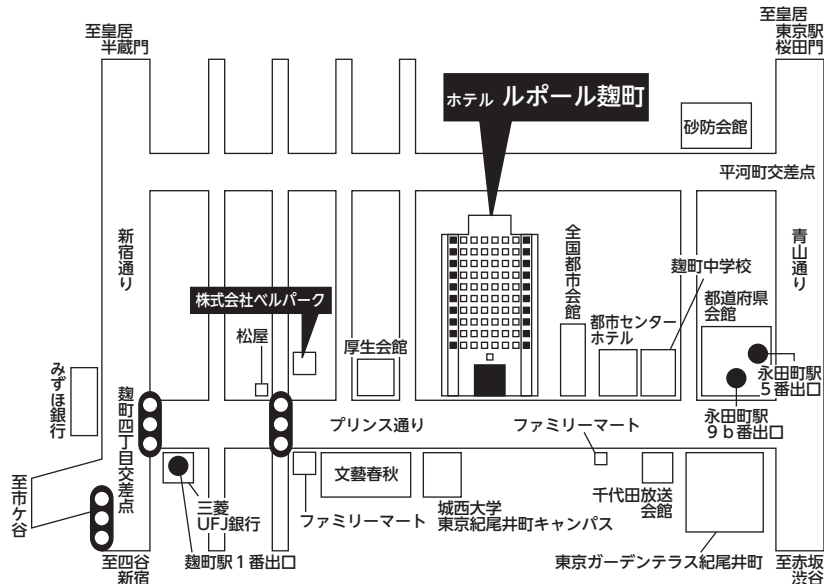 至皇居
半蔵門
至皇居
東京駅
桜田門
ホテル ルポール麹町
砂防会館
平河町交差点
新宿通り
青山通り
全国都市会館
麹町中学校
株式会社ベルパーク
都道府県
会館
都市センター
ホテル
松屋
厚生会館
みずほ銀行
永田町駅
5番出口
麹町四丁目交差点
プリンス通り
ファミリーマート
永田町駅
9b番出口
文藝春秋
至市ケ谷
三菱
UFJ銀行
ファミリーマート
城西大学
東京紀尾井町キャンパス
千代田放送
会館
至四谷
新宿
麹町駅1番出口
東京ガーデンテラス紀尾井町
至赤坂
渋谷